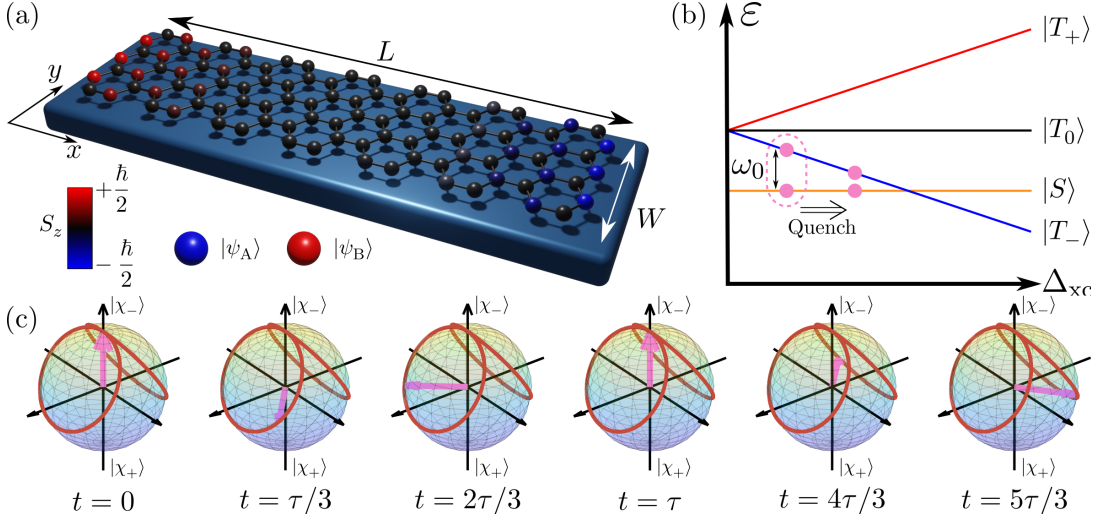 (a)
L
y
x
W
S_z
+ħ/2
−ħ/2
|ψ_A⟩
|ψ_B⟩
(b)
ε
|T_+⟩
|T_0⟩
ω_0
|S⟩
Quench
|T_−⟩
Δ_xc
(c)
|χ_−⟩ |χ_−⟩ |χ_−⟩ |χ_−⟩ |χ_−⟩ |χ_−⟩
|χ_+⟩ |χ_+⟩ |χ_+⟩ |χ_+⟩ |χ_+⟩ |χ_+⟩
t = 0 t = τ/3 t = 2τ/3 t = τ t = 4τ/3 t = 5τ/3